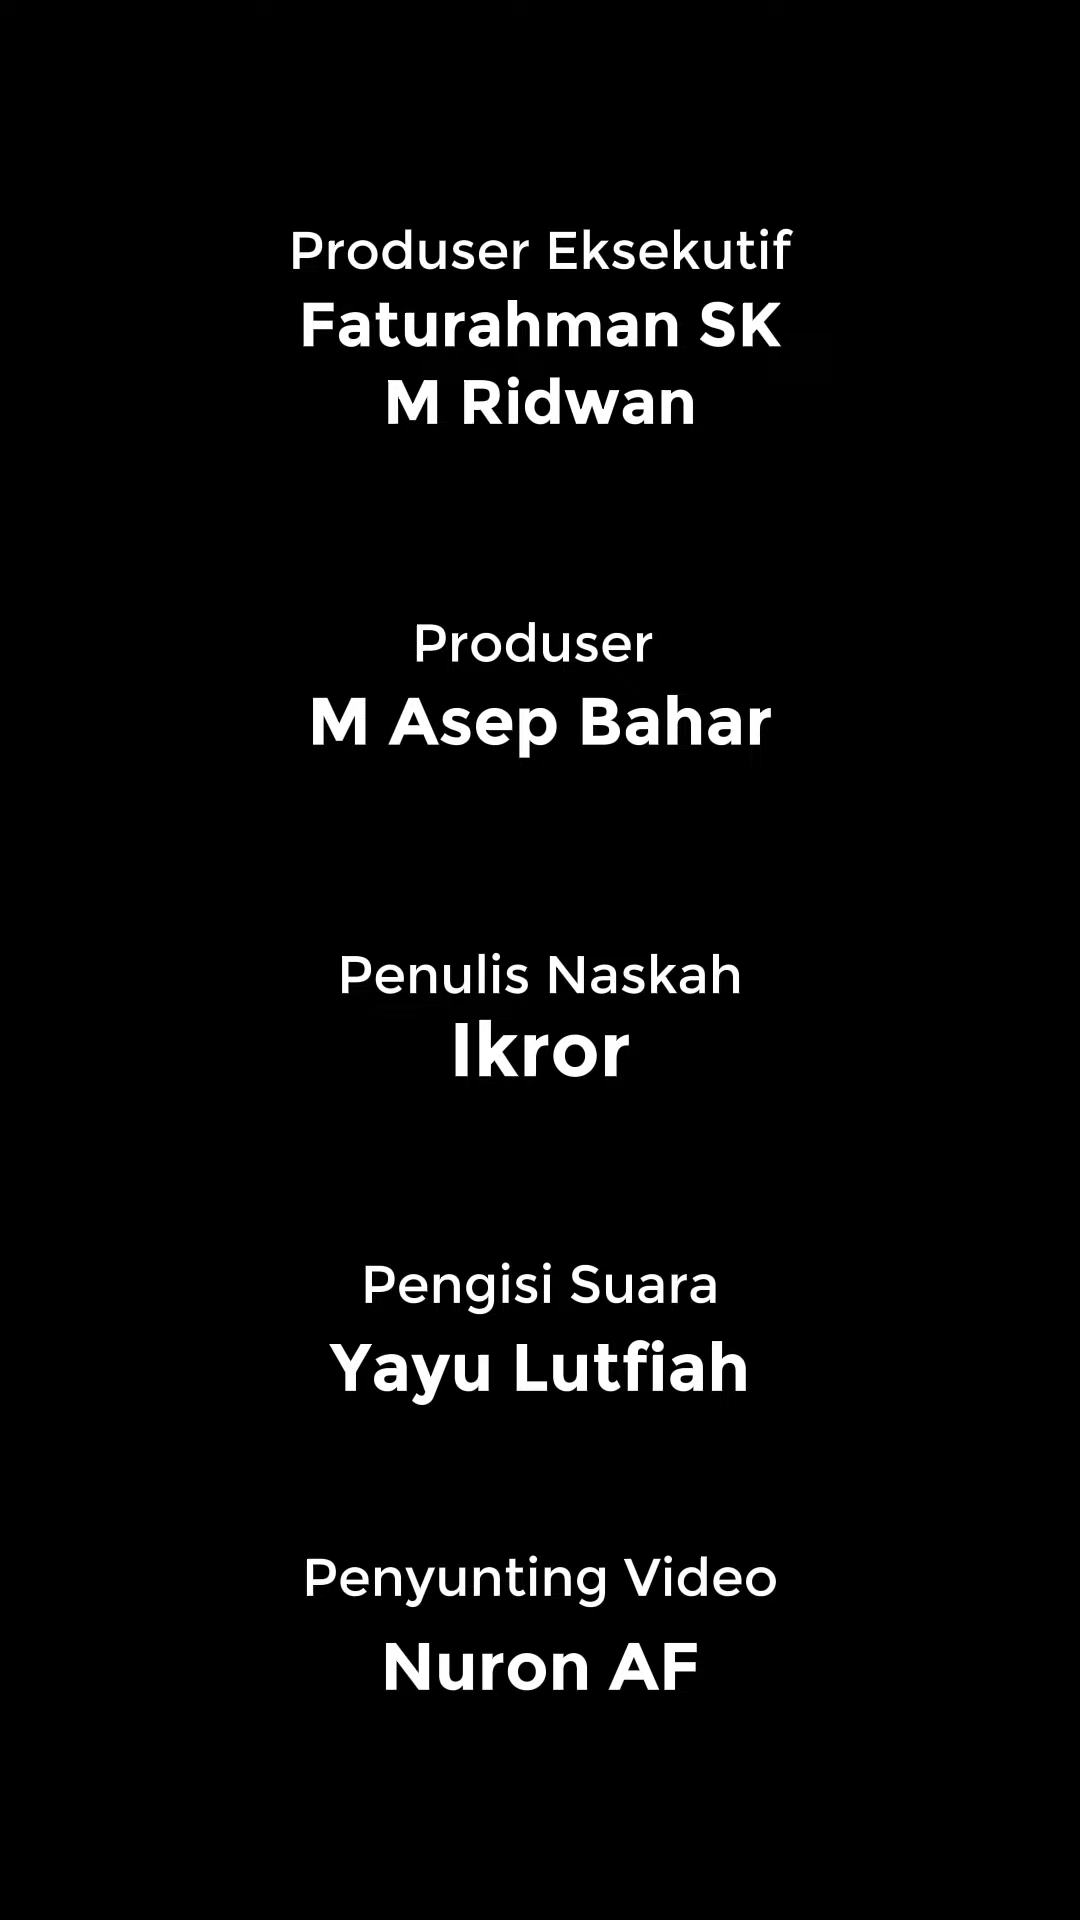 Produser Eksekutif
Faturahman SK
M Ridwan
Produser
M Asep Bahar
Penulis Naskah
Ikror
Pengisi Suara
Yayu Lutfiah
Penyunting Video
Nuron AF